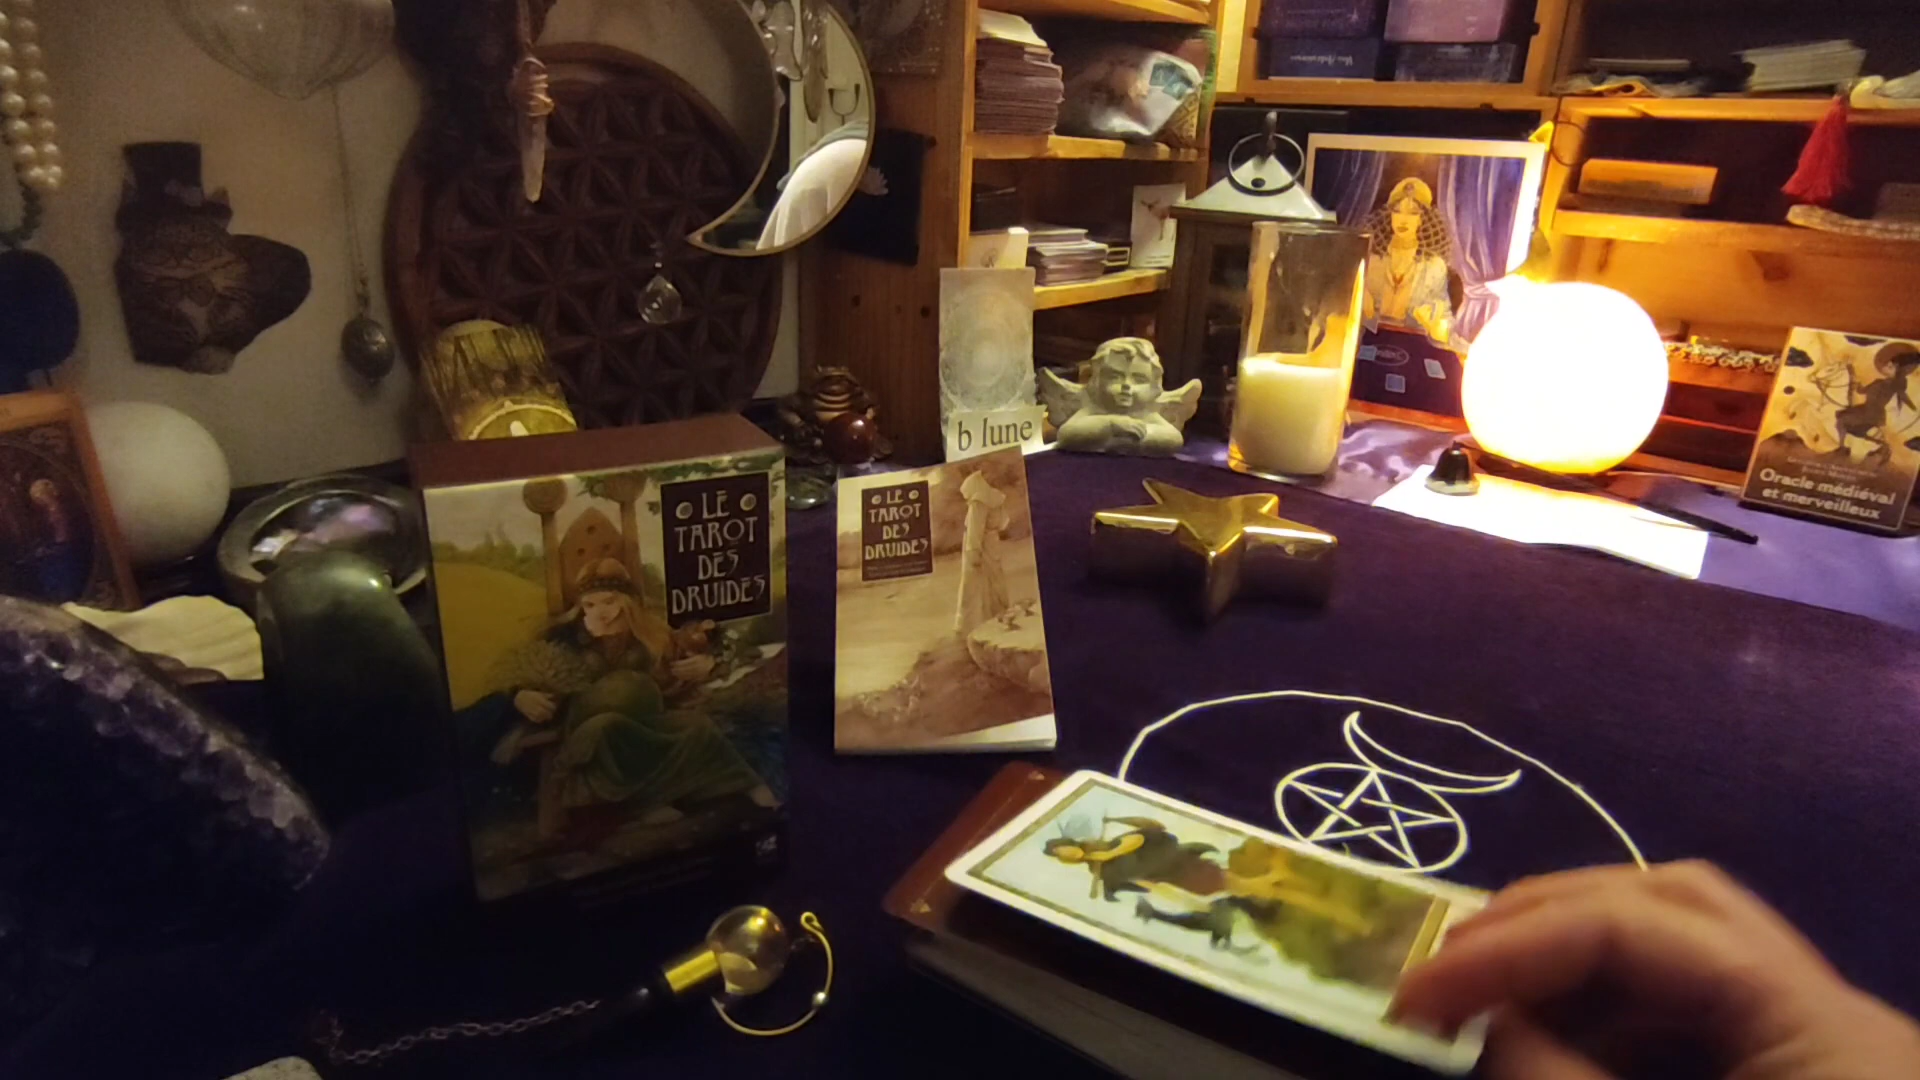 LE
TAROT
DES
DRUIDES
LE
TAROT
DES
DRUIDES
b lune
Oracle médiéval
et merveilleux